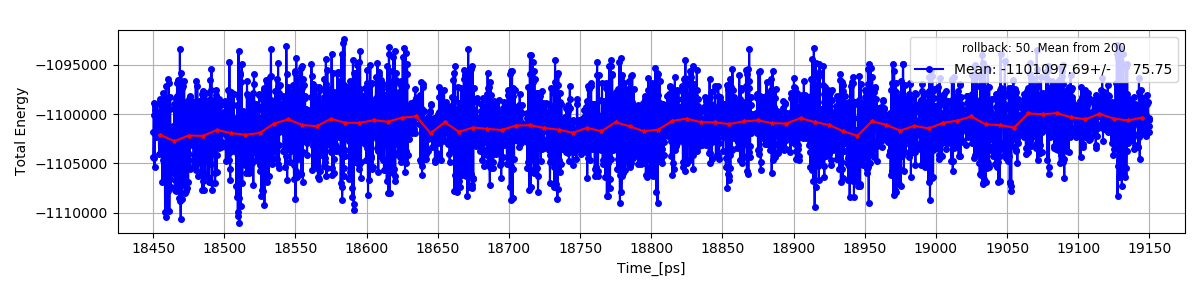 rollback: 50. Mean from 200
Mean: -1101097.69+/- 75.75
Total Energy
−1095000
−1100000
−1105000
−1110000
18450 18500 18550 18600 18650 18700 18750 18800 18850 18900 18950 19000 19050 19100 19150
Time_[ps]